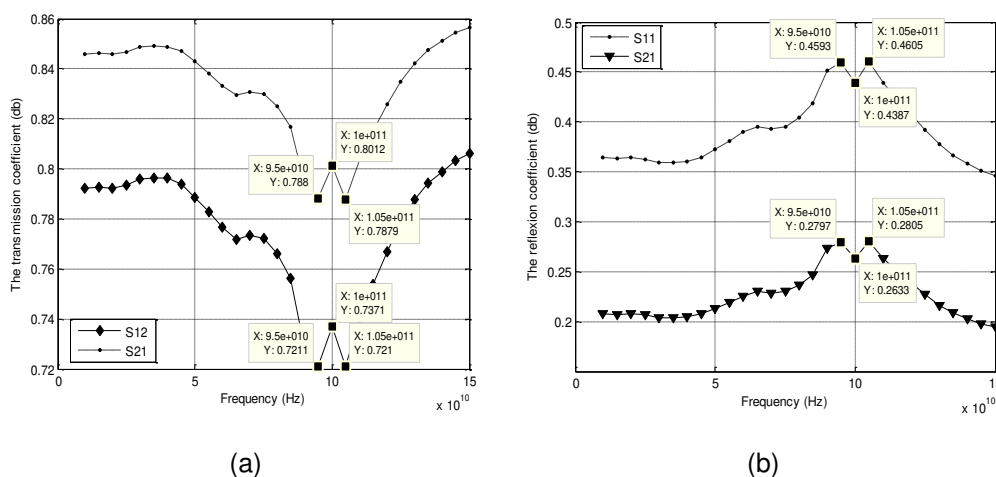 0.86
0.84
0.82
0.8
0.78
0.76
0.74
0.72
The transmission coefficient (db)
X: 1e+011
Y: 0.8012
X: 9.5e+010
Y: 0.788
X: 1.05e+011
Y: 0.7879
X: 1e+011
Y: 0.7371
X: 9.5e+010
Y: 0.7211
X: 1.05e+011
Y: 0.721
S12
S21
0
5
10
15
Frequency (Hz)
x 10^10
(a)
0.5
0.45
0.4
0.35
0.3
0.25
0.2
The reflexion coefficient (db)
S11
S21
X: 9.5e+010
Y: 0.4593
X: 1.05e+011
Y: 0.4605
X: 1e+011
Y: 0.4387
X: 9.5e+010
Y: 0.2797
X: 1.05e+011
Y: 0.2805
X: 1e+011
Y: 0.2633
0
5
10
15
Frequency (Hz)
x 10^10
(b)